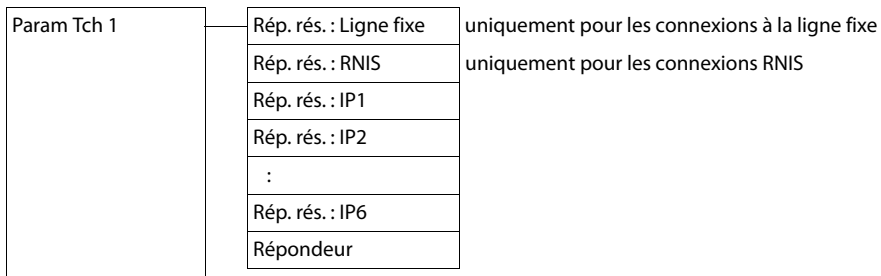 Param Tch 1 Rép. rés. : Ligne fixe uniquement pour les connexions à la ligne fixe
Rép. rés. : RNIS uniquement pour les connexions RNIS
Rép. rés. : IP1
Rép. rés. : IP2
:
Rép. rés. : IP6
Répondeur